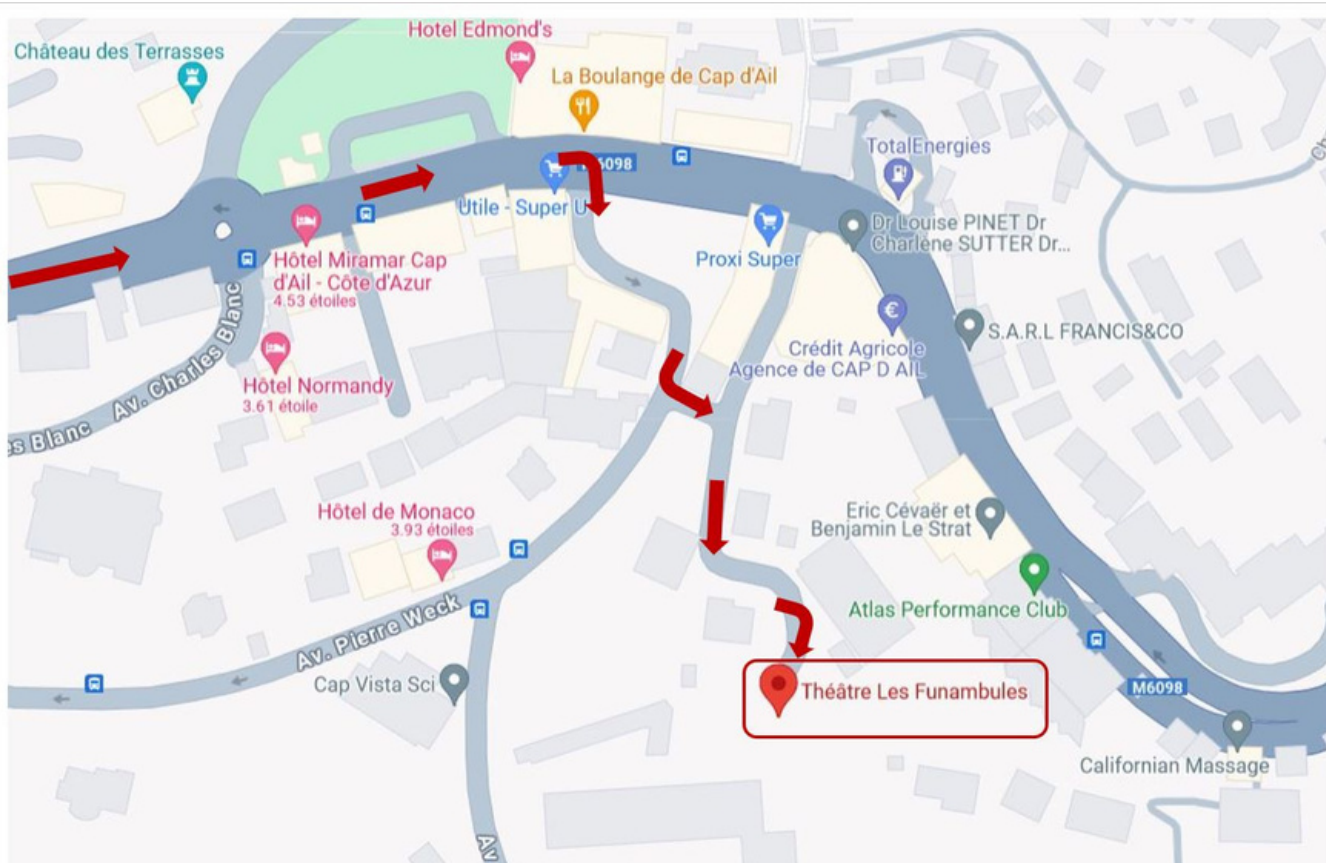 Hotel Edmond's
Château des Terrasses
La Boulange de Cap d'Ail
TotalEnergies
M6098
Utile - Super U
Dr Louise PINET Dr
Charlène SUTTER Dr...
Hôtel Miramar Cap
d'Ail - Côte d'Azur
4.53 étoiles
Proxi Super
S.A.R.L FRANCIS&CO
Crédit Agricole
Agence de CAP D AIL
Hôtel Normandy
3.61 étoile
Av. Charles Blanc
es Blanc
Hôtel de Monaco
3.93 étoiles
Eric Cévaër et
Benjamin Le Strat
Atlas Performance Club
Av. Pierre Weck
Cap Vista Sci
Théâtre Les Funambules
M6098
Californian Massage
Av
Ch